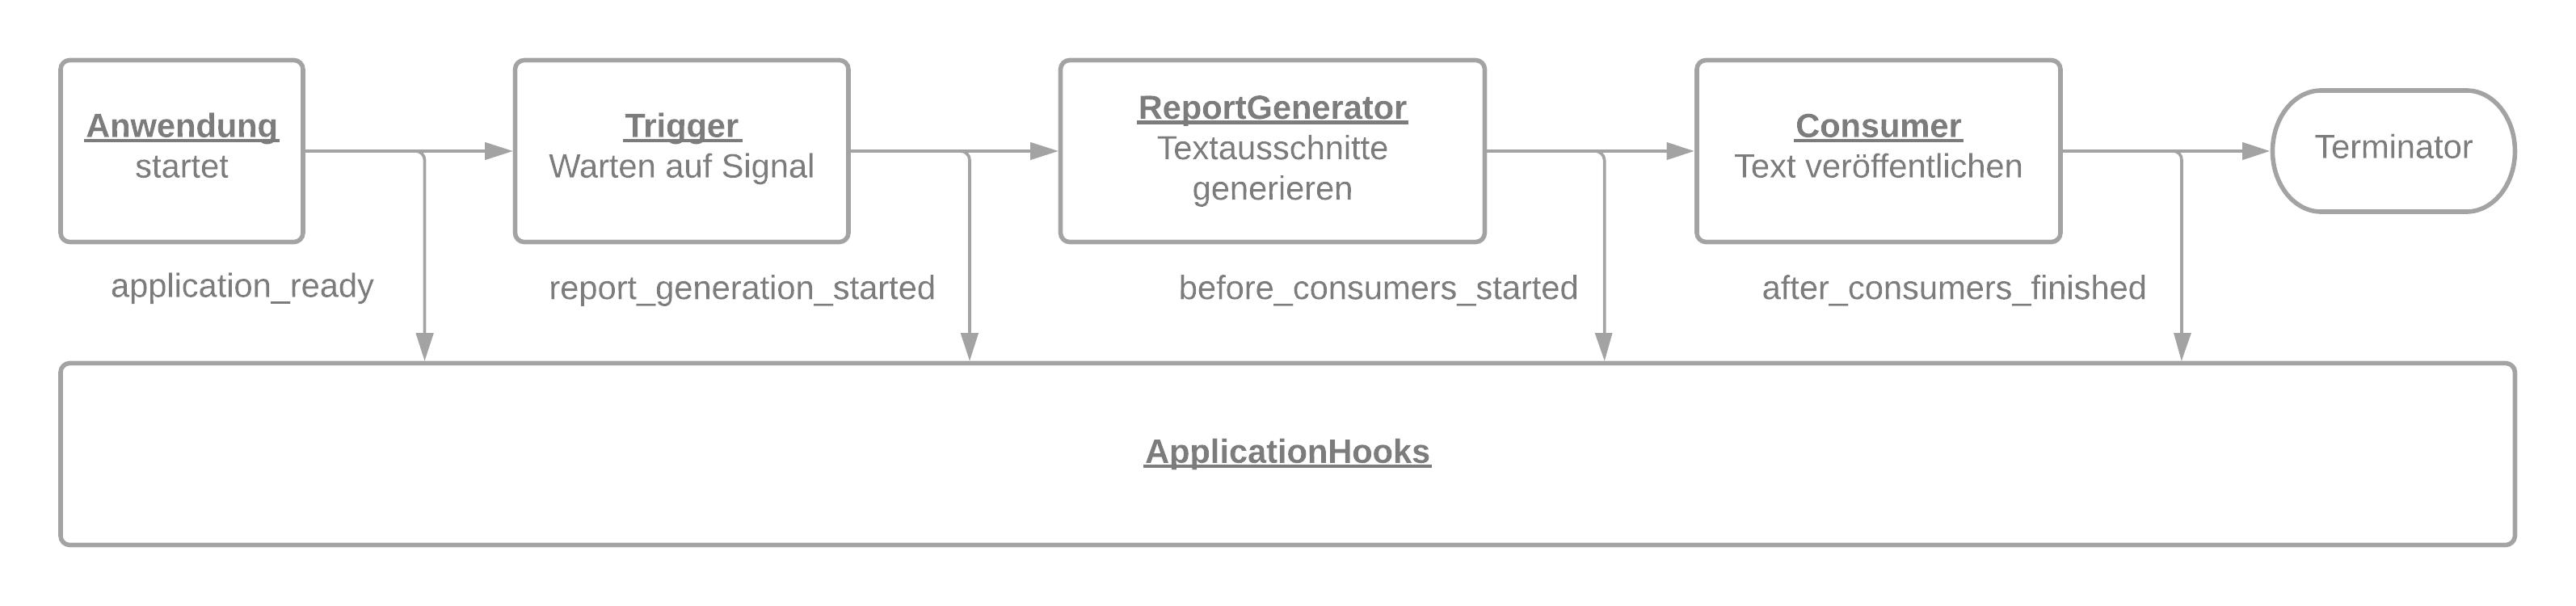 Anwendung
startet
Trigger
Warten auf Signal
ReportGenerator
Textausschnitte
generieren
Consumer
Text veröffentlichen
Terminator
application_ready
report_generation_started
before_consumers_started
after_consumers_finished
ApplicationHooks